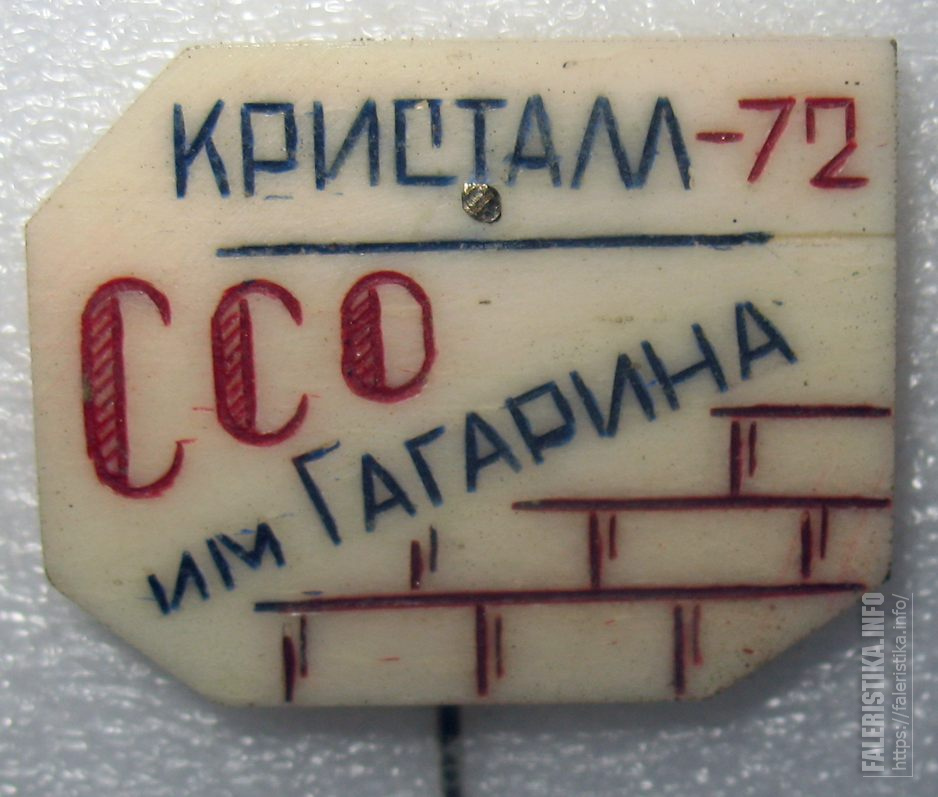 КРИСТАЛЛ-72
ССО
им ГАГАРИНА
FALERISTIKA.INFO
https://faleristika.info/